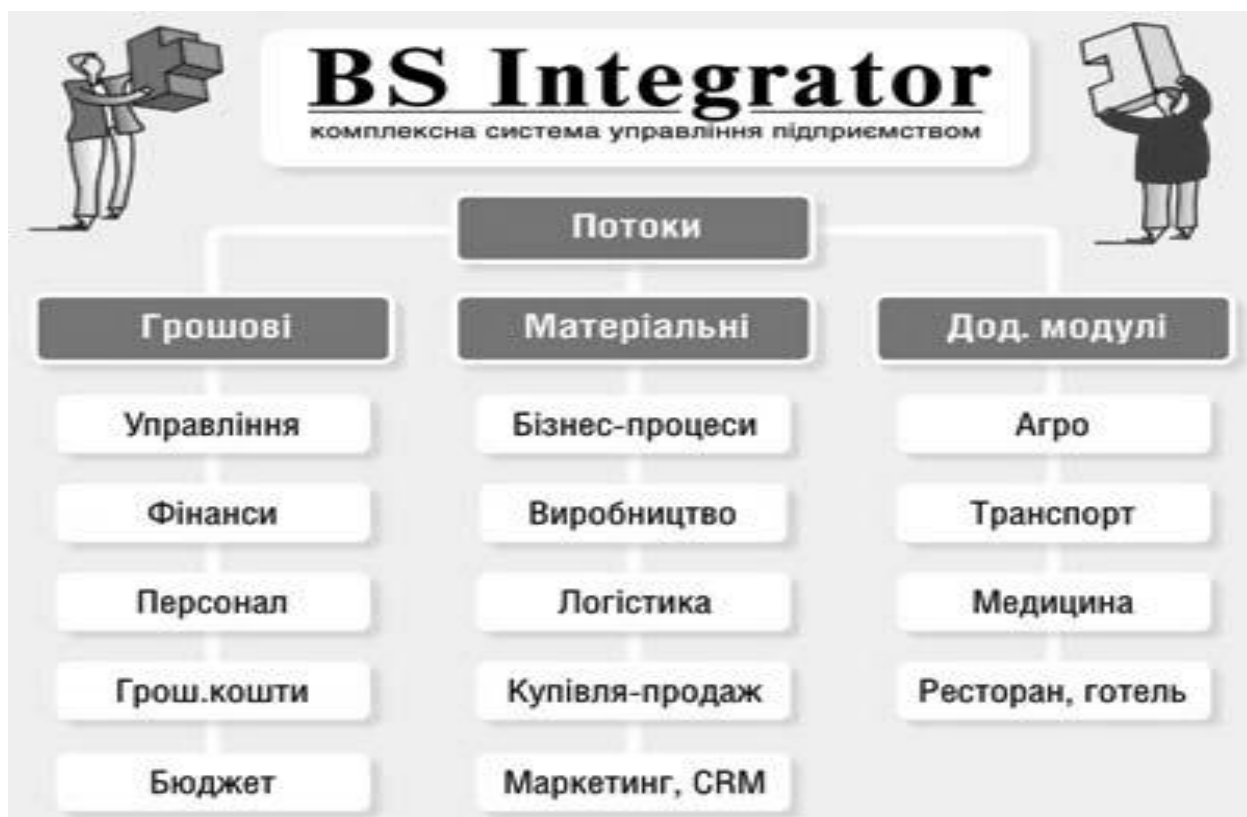 BS Integrator
комплексна система управління підприємством
Потоки
Грошові
Матеріальні
Дод. модулі
Управління
Бізнес-процеси
Агро
Фінанси
Виробництво
Транспорт
Персонал
Логістика
Медицина
Грош.кошти
Купівля-продаж
Ресторан, готель
Бюджет
Маркетинг, CRM